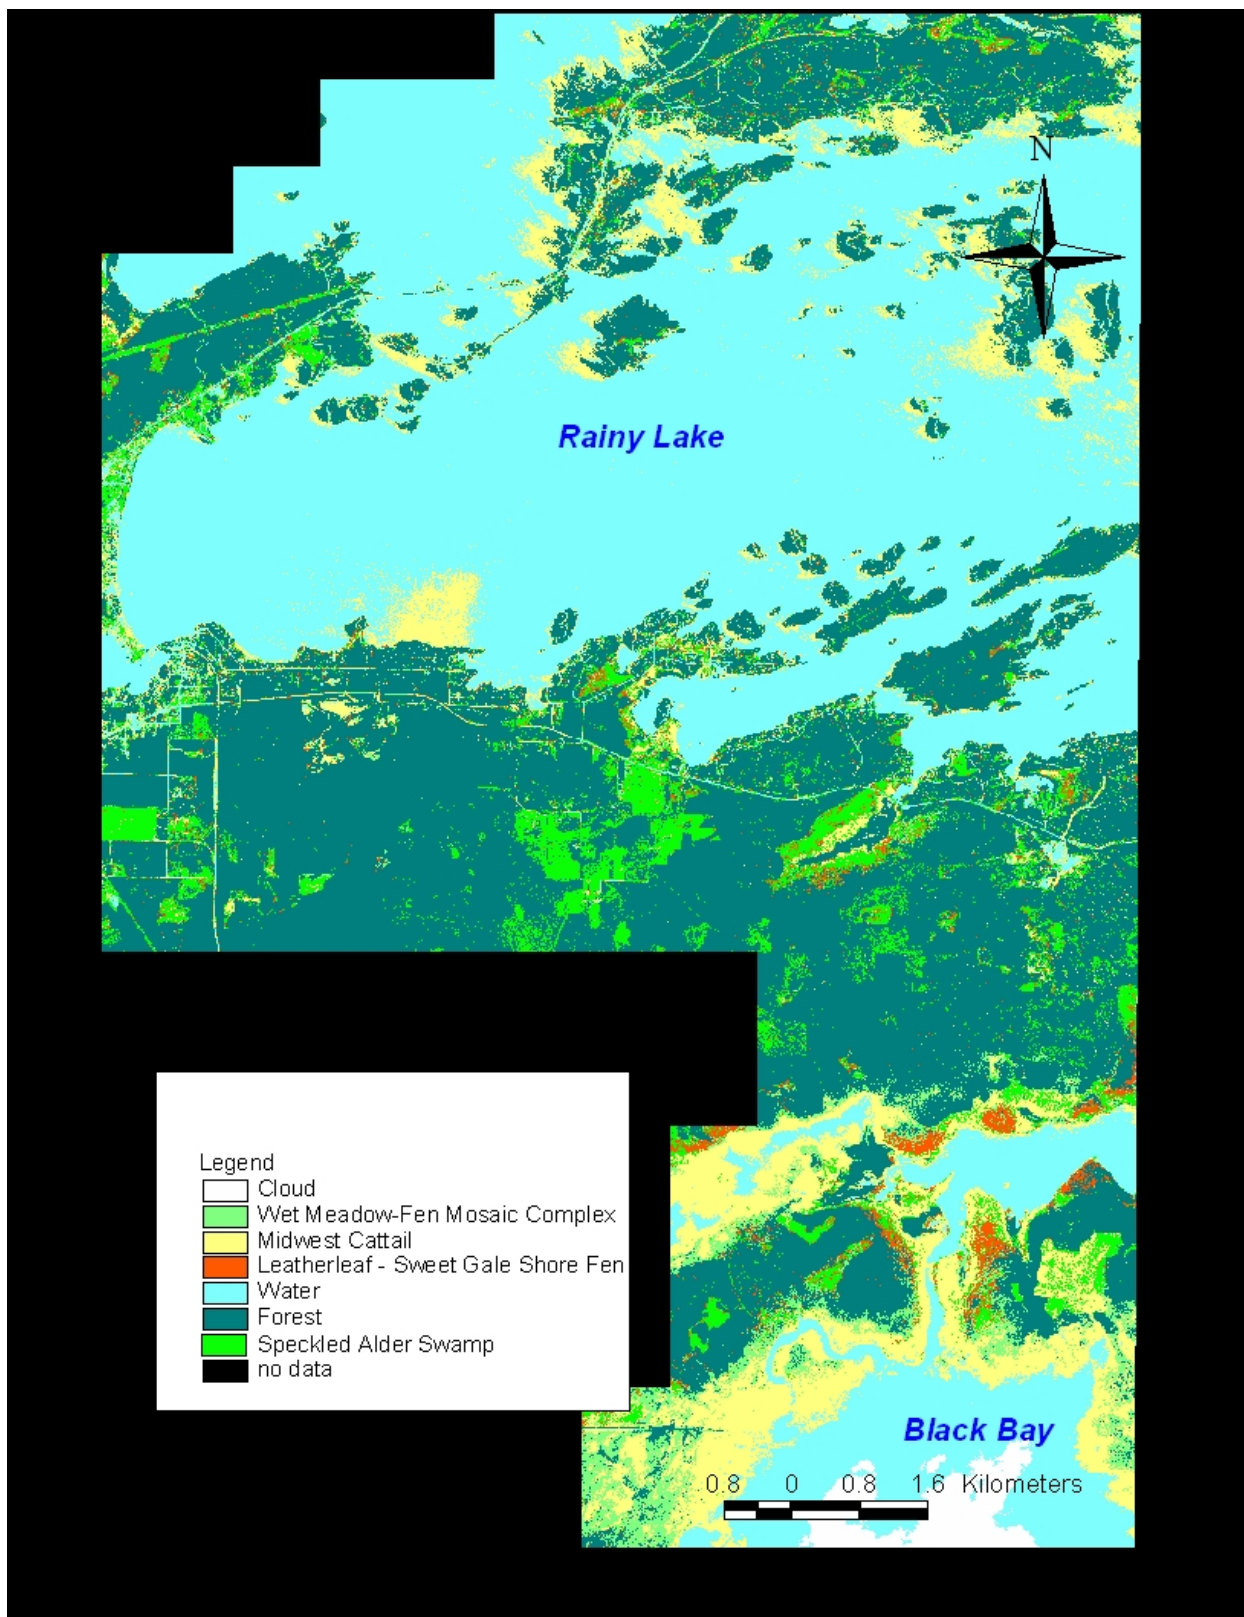 N
Rainy Lake
Legend
Cloud
Wet Meadow-Fen Mosaic Complex
Midwest Cattail
Leatherleaf - Sweet Gale Shore Fen
Water
Forest
Speckled Alder Swamp
no data
Black Bay
0.8 0 0.8 1.6 Kilometers